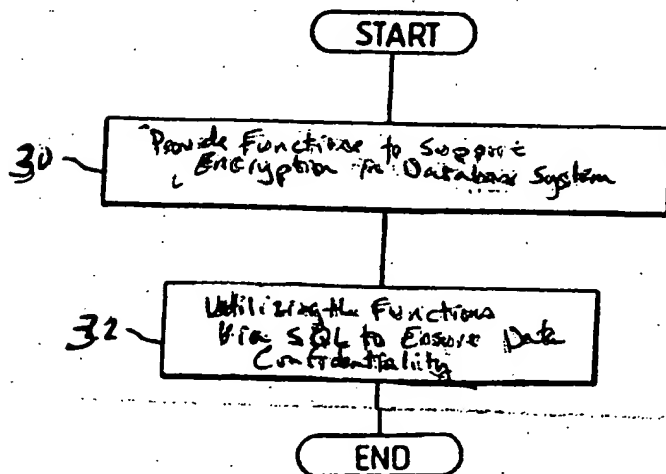 START
30
Provide Functions to Support
Encryption in Database System
32
Utilizing the Functions
Via SQL to Ensure Data
Confidentiality
END